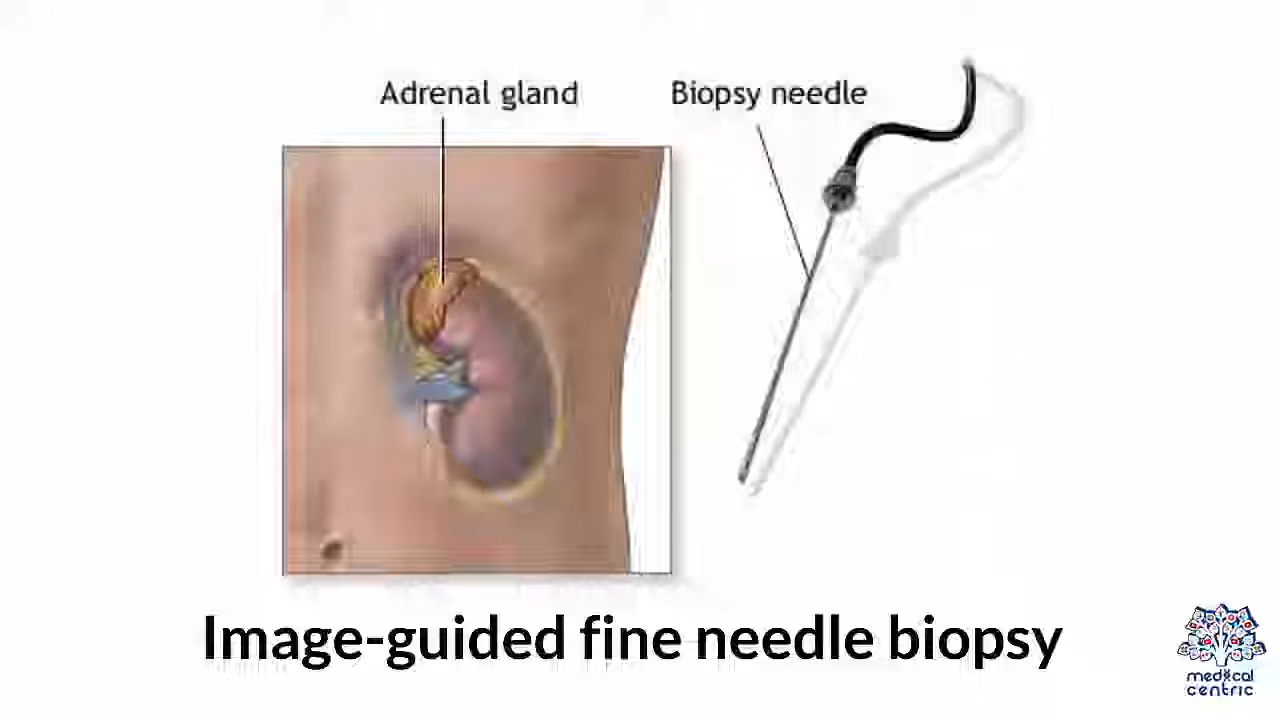 Adrenal gland
Biopsy needle
Image-guided fine needle biopsy
medical
centric